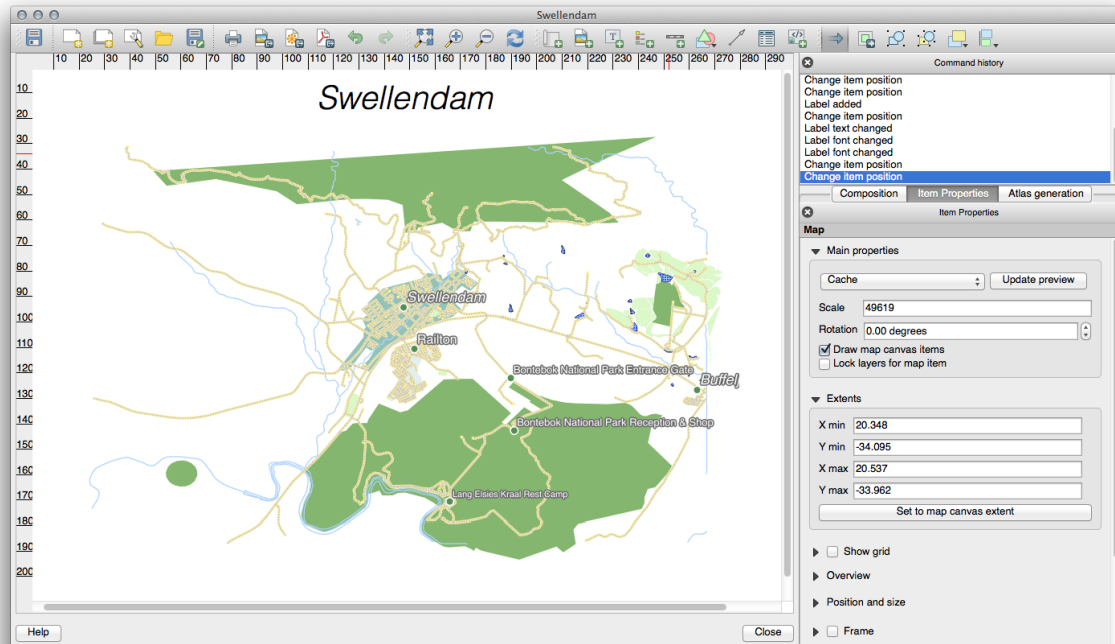 Swellendam
10 20 30 40 50 60 70 80 90 100 110 120 130 140 150 160 170 180 190 200 210 220 230 240 250 260 270 280 290
10
20
30
40
50
60
70
80
90
100
110
120
130
140
150
160
170
180
190
200
Swellendam
Swellendam
Railton
Bontebok National Park Entrance Gate
Buffelj
Bontebok National Park Reception & Shop
Lang Elsies Kraal Rest Camp
Help
Close
Command history
Change item position
Change item position
Label added
Change item position
Label text changed
Label font changed
Label font changed
Change item position
Change item position
Composition Item Properties Atlas generation
Item Properties
Map
Main properties
Cache Update preview
Scale 49619
Rotation 0.00 degrees
Draw map canvas items
Lock layers for map item
Extents
X min 20.348
Y min -34.095
X max 20.537
Y max -33.962
Set to map canvas extent
Show grid
Overview
Position and size
Frame